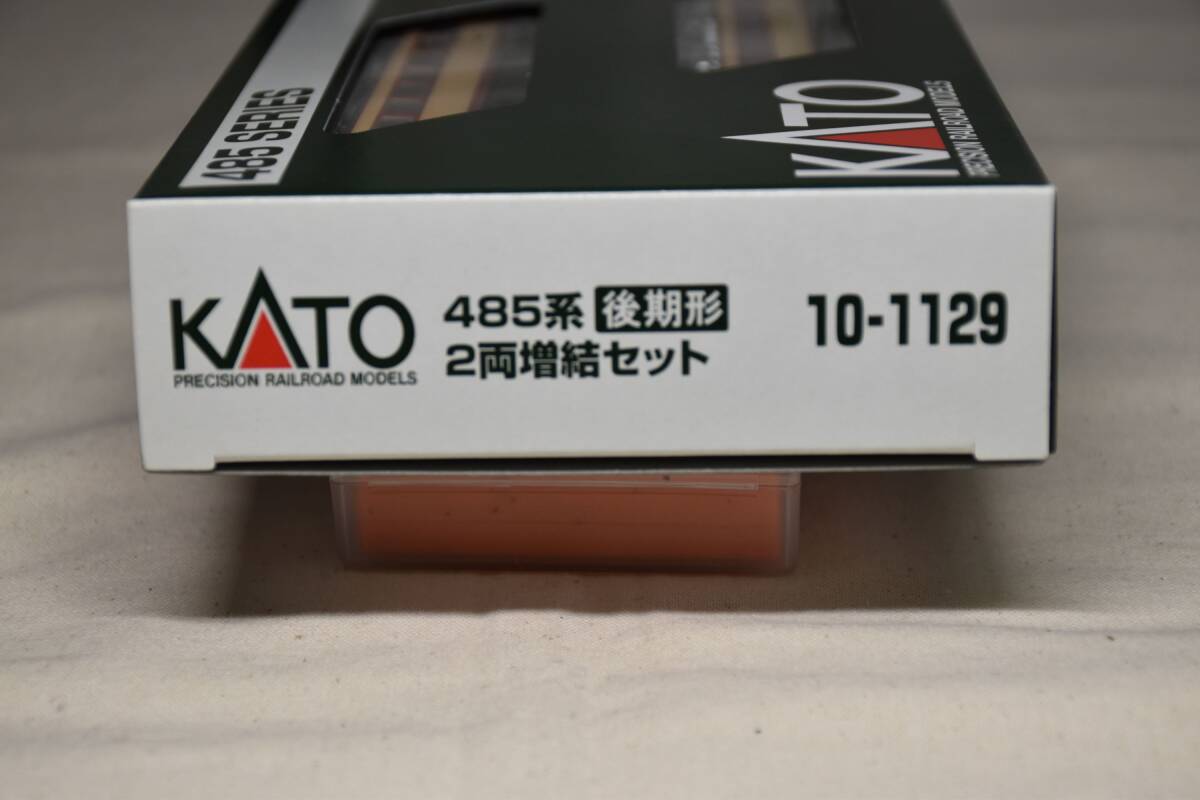 485 SERIES
KATO
PRECISION RAILROAD MODELS
KATO
PRECISION RAILROAD MODELS
485系 後期形
2両増結セット
10-1129